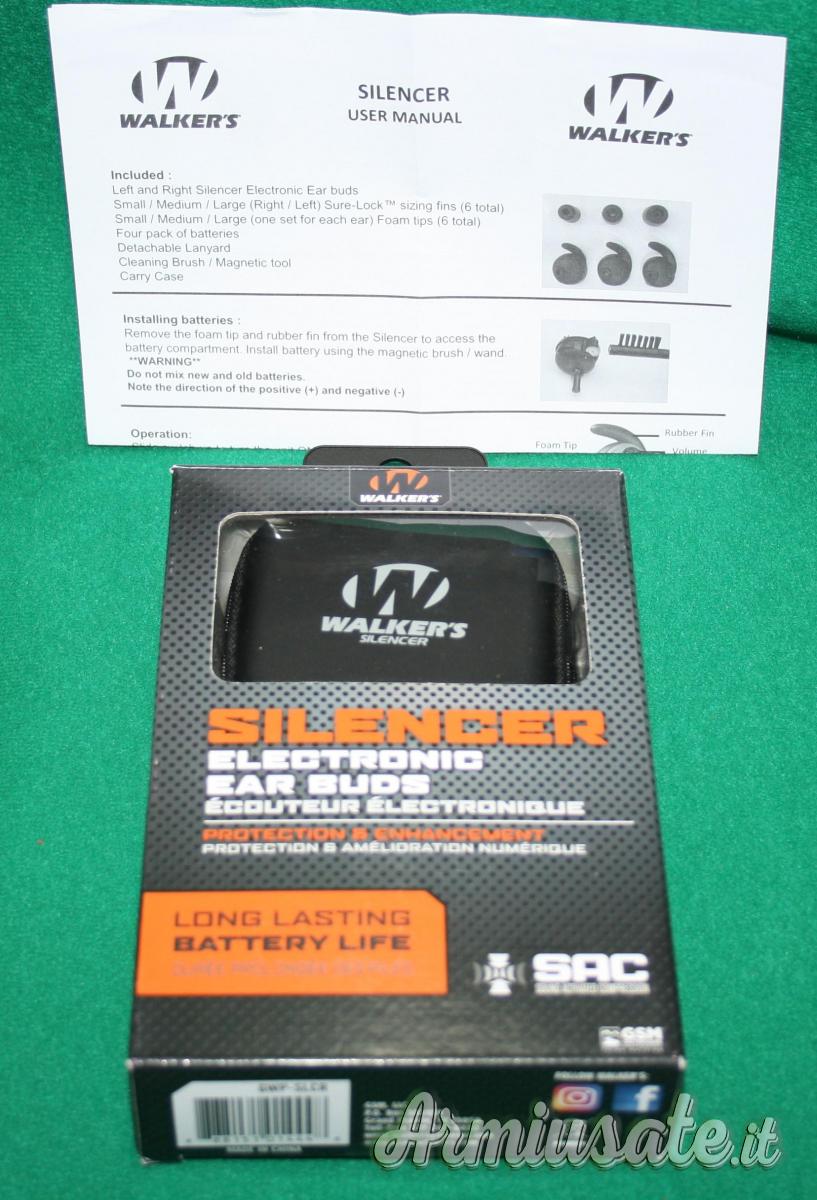 WALKER'S
SILENCER
USER MANUAL
WALKER'S
Included :
Left and Right Silencer Electronic Ear buds
Small / Medium / Large (Right / Left) Sure-Lock™ sizing fins (6 total)
Small / Medium / Large (one set for each ear) Foam tips (6 total)
Four pack of batteries
Detachable Lanyard
Cleaning Brush / Magnetic tool
Carry Case
Installing batteries :
Remove the foam tip and rubber fin from the Silencer to access the
battery compartment. Install battery using the magnetic brush / wand.
**WARNING**
Do not mix new and old batteries.
Note the direction of the positive (+) and negative (-)
Operation:
Foam Tip
Rubber Fin
Volume
WALKER'S
WALKER'S
SILENCER
SILENCER
ELECTRONIC
EAR BUDS
ÉCOUTEUR ÉLECTRONIQUE
PROTECTION & ENHANCEMENT
PROTECTION & AMÉLIORATION NUMÉRIQUE
LONG LASTING
BATTERY LIFE
SAC
SOUND ACTIVATED COMPRESSION
GSM
GWP-SLCR
MADE IN CHINA
FOLLOW WALKER'S:
Armiusate.it